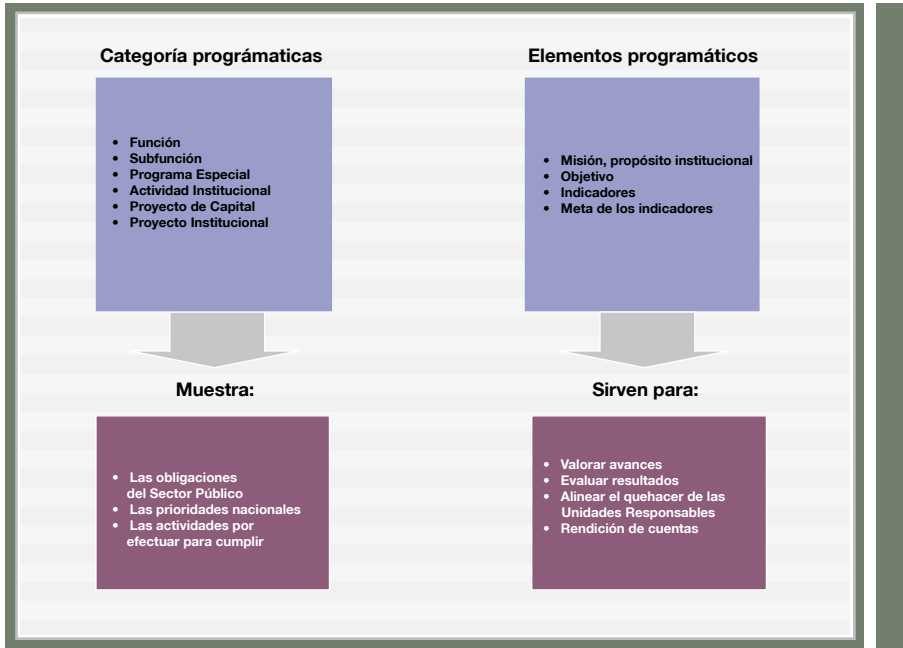 Categoría prográmaticas
• Función
• Subfunción
• Programa Especial
• Actividad Institucional
• Proyecto de Capital
• Proyecto Institucional
Muestra:
• Las obligaciones
del Sector Público
• Las prioridades nacionales
• Las actividades por
efectuar para cumplir
Elementos programáticos
• Misión, propósito institucional
• Objetivo
• Indicadores
• Meta de los indicadores
Sirven para:
• Valorar avances
• Evaluar resultados
• Alinear el quehacer de las
Unidades Responsables
• Rendición de cuentas